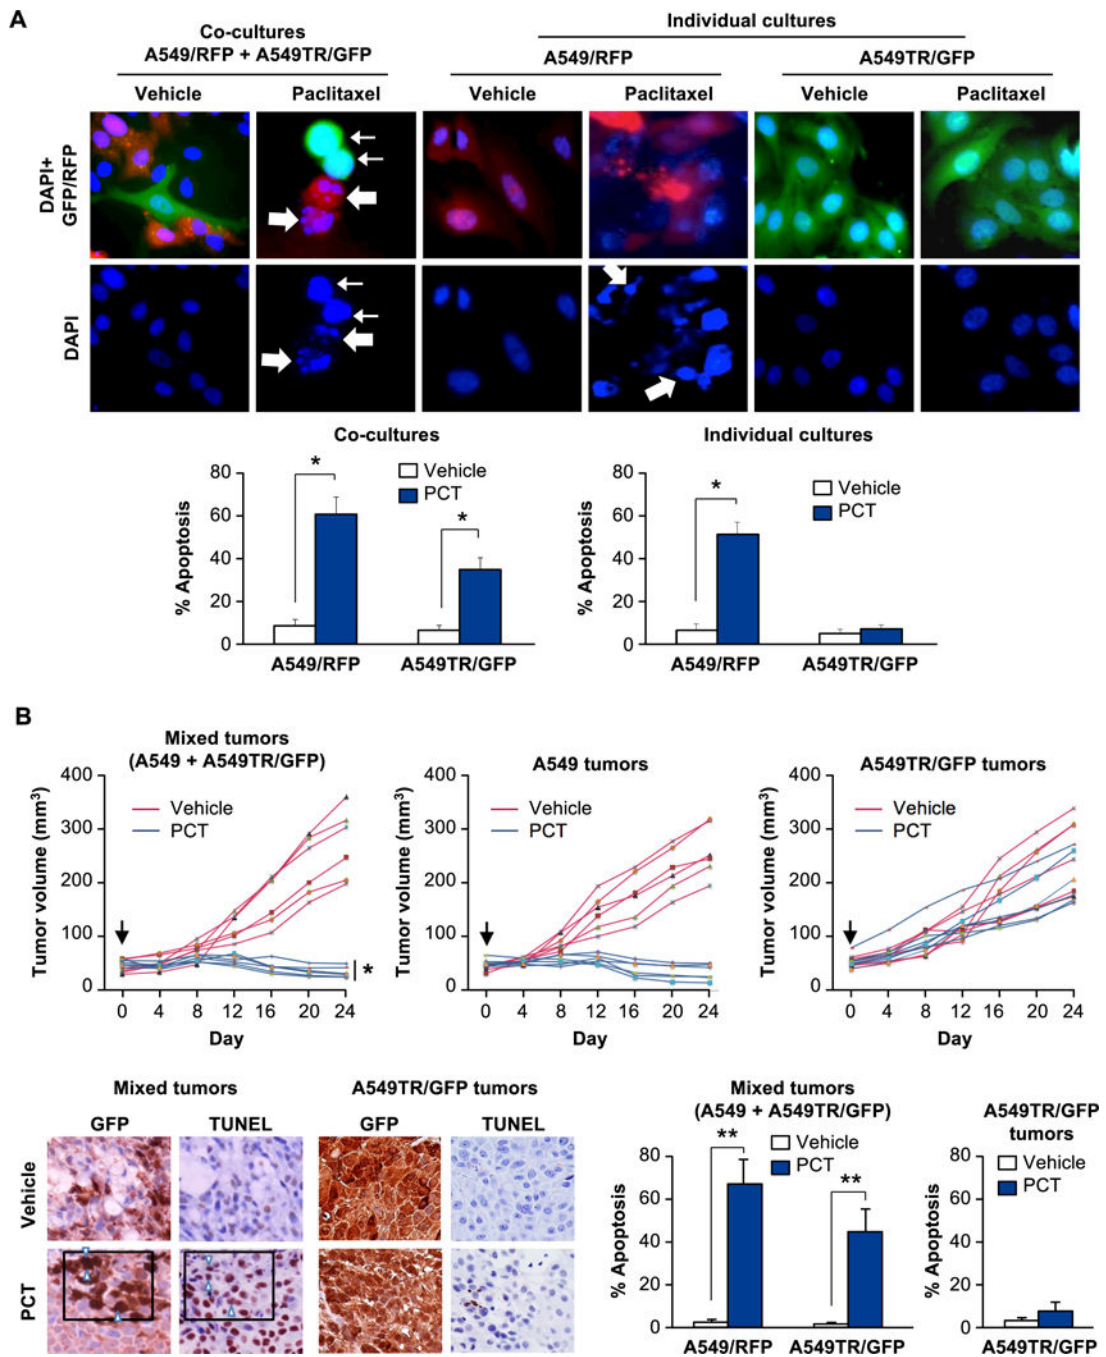 A
Co-cultures
A549/RFP + A549TR/GFP
Individual cultures
A549/RFP
A549TR/GFP
Vehicle
Paclitaxel
Vehicle
Paclitaxel
Vehicle
Paclitaxel
DAPI+
GFP/RFP
DAPI
Co-cultures
% Apoptosis
80
60
40
20
0
*
*
Vehicle
PCT
A549/RFP
A549TR/GFP
Individual cultures
% Apoptosis
80
60
40
20
0
*
Vehicle
PCT
A549/RFP
A549TR/GFP
B
Mixed tumors
(A549 + A549TR/GFP)
Tumor volume (mm³)
400
300
200
100
0
Vehicle
PCT
*
0 4 8 12 16 20 24
Day
A549 tumors
400
300
200
100
0
Vehicle
PCT
0 4 8 12 16 20 24
Day
A549TR/GFP tumors
Tumor volume (mm³)
400
300
200
100
0
Vehicle
PCT
0 4 8 12 16 20 24
Day
Mixed tumors
GFP
TUNEL
A549TR/GFP tumors
GFP
TUNEL
Vehicle
PCT
Mixed tumors
(A549 + A549TR/GFP)
% Apoptosis
80
60
40
20
0
**
**
Vehicle
PCT
A549/RFP
A549TR/GFP
A549TR/GFP
tumors
% Apoptosis
80
60
40
20
0
Vehicle
PCT
A549TR/GFP